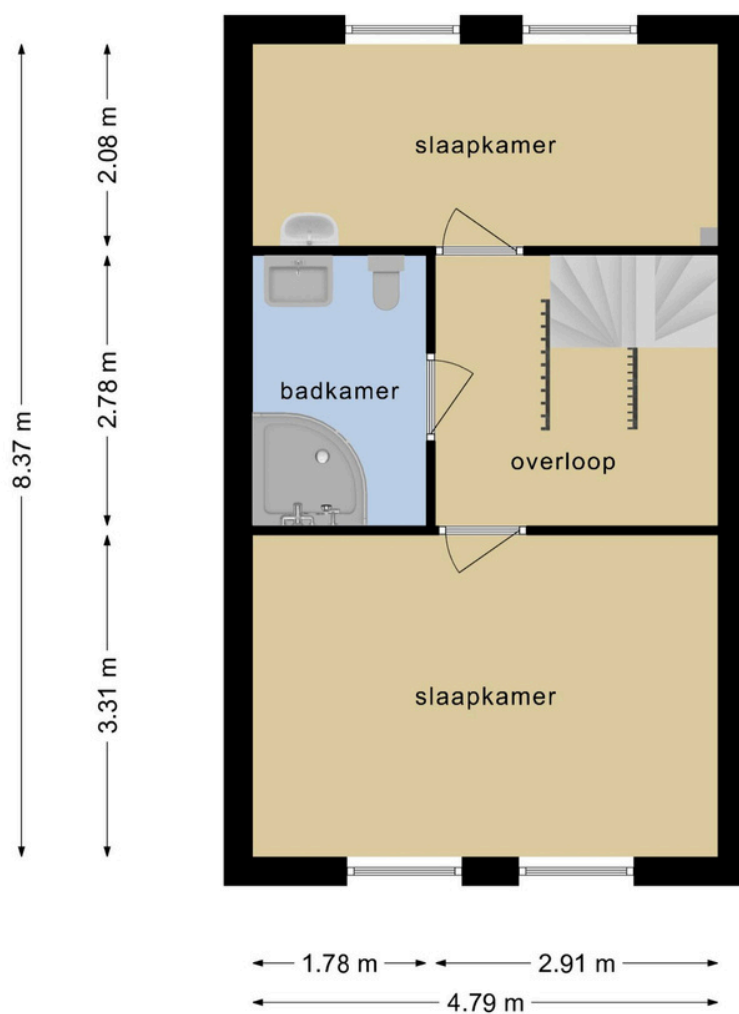 slaapkamer
2.08 m
2.78 m
8.37 m
badkamer
overloop
3.31 m
slaapkamer
1.78 m
2.91 m
4.79 m